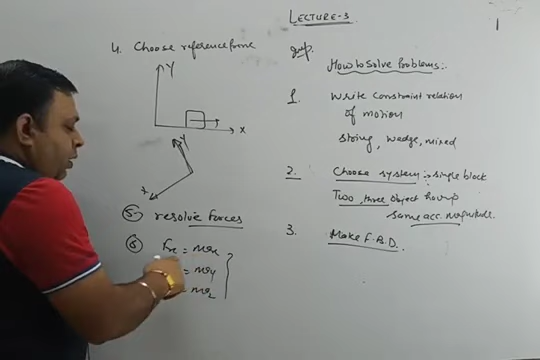 LECTURE-3
1
Imp.
How to solve Problems:-
1. Write constraint relation
of motion
string, wedge, mixed
2. Choose system :- single block
Two, three object having
same acc. magnitude.
3. Make F.B.D.
4. Choose reference frame
Y
X
Y
X
5- resolve forces
6 Fx = max
= may
= maz